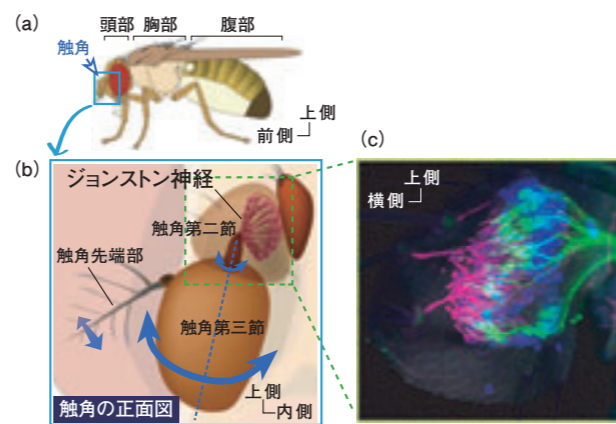 (a)
頭部 胸部 腹部
触角
上側
前側
(b)
ジョンストン神経
触角第二節
触角先端部
触角第三節
上側
内側
触角の正面図
(c)
上側
横側